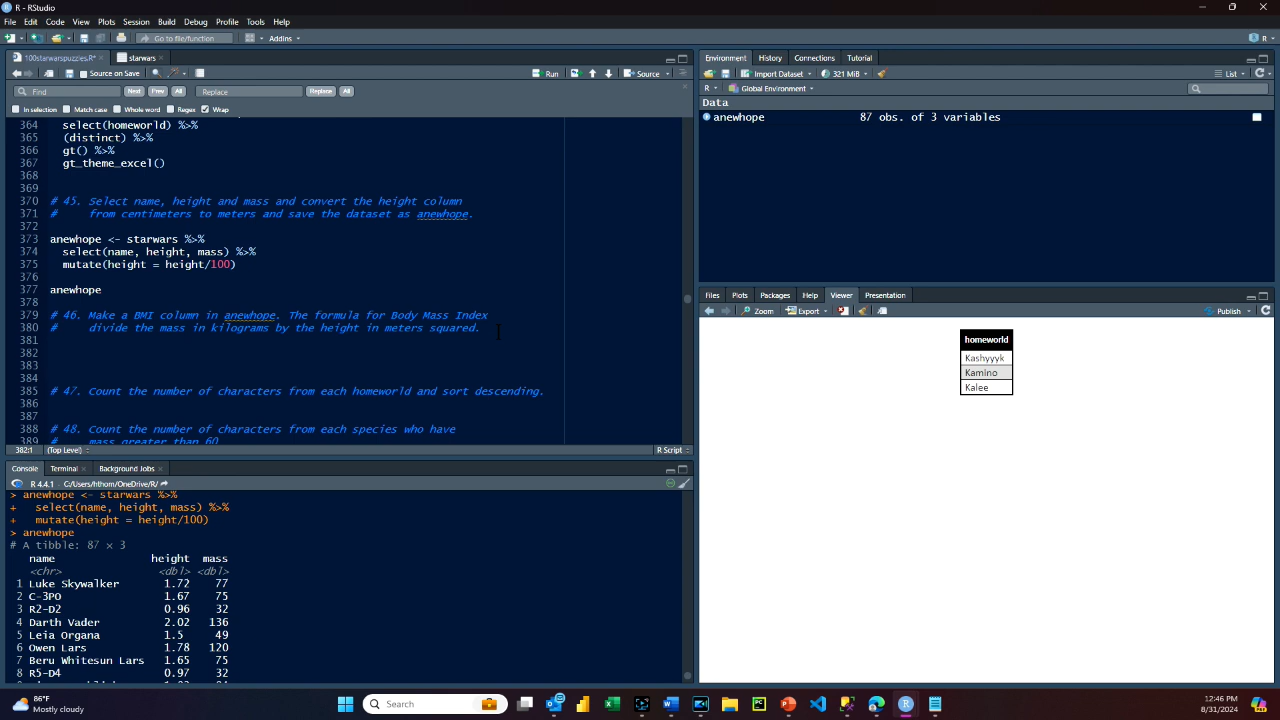 R - RStudio
File Edit Code View Plots Session Build Debug Profile Tools Help
Go to file/function Addins R
100starwarspuzzles.R* starwars
Source on Save Run Source
Find Next Prev All Replace Replace All
In selection Match case Whole word Regex Wrap
364 select(homeworld) %>%
365 (distinct) %>%
366 gt() %>%
367 gt_theme_excel()
368
369
370 # 45. Select name, height and mass and convert the height column
371 # from centimeters to meters and save the dataset as anewhope.
372
373 anewhope <- starwars %>%
374 select(name, height, mass) %>%
375 mutate(height = height/100)
376
377 anewhope
378
379 # 46. Make a BMI column in anewhope. The formula for Body Mass Index
380 # divide the mass in kilograms by the height in meters squared.
381
382
383
384
385 # 47. Count the number of characters from each homeworld and sort descending.
386
387
388 # 48. Count the number of characters from each species who have
389 # mass greater than 60
382:1 (Top Level) R Script
Console Terminal Background Jobs
R 4.4.1 · C:/Users/hthom/OneDrive/R/
> anewhope <- starwars %>%
+ select(name, height, mass) %>%
+ mutate(height = height/100)
> anewhope
# A tibble: 87 × 3
name height mass
<chr> <dbl> <dbl>
1 Luke Skywalker 1.72 77
2 C-3PO 1.67 75
3 R2-D2 0.96 32
4 Darth Vader 2.02 136
5 Leia Organa 1.5 49
6 Owen Lars 1.78 120
7 Beru Whitesun Lars 1.65 75
8 R5-D4 0.97 32
Environment History Connections Tutorial
Import Dataset 321 MiB List
R Global Environment
Data
anewhope 87 obs. of 3 variables
Files Plots Packages Help Viewer Presentation
Zoom Export Publish
homeworld
Kashyyyk
Kamino
Kalee
86°F
Mostly cloudy
Search
12:46 PM
8/31/2024